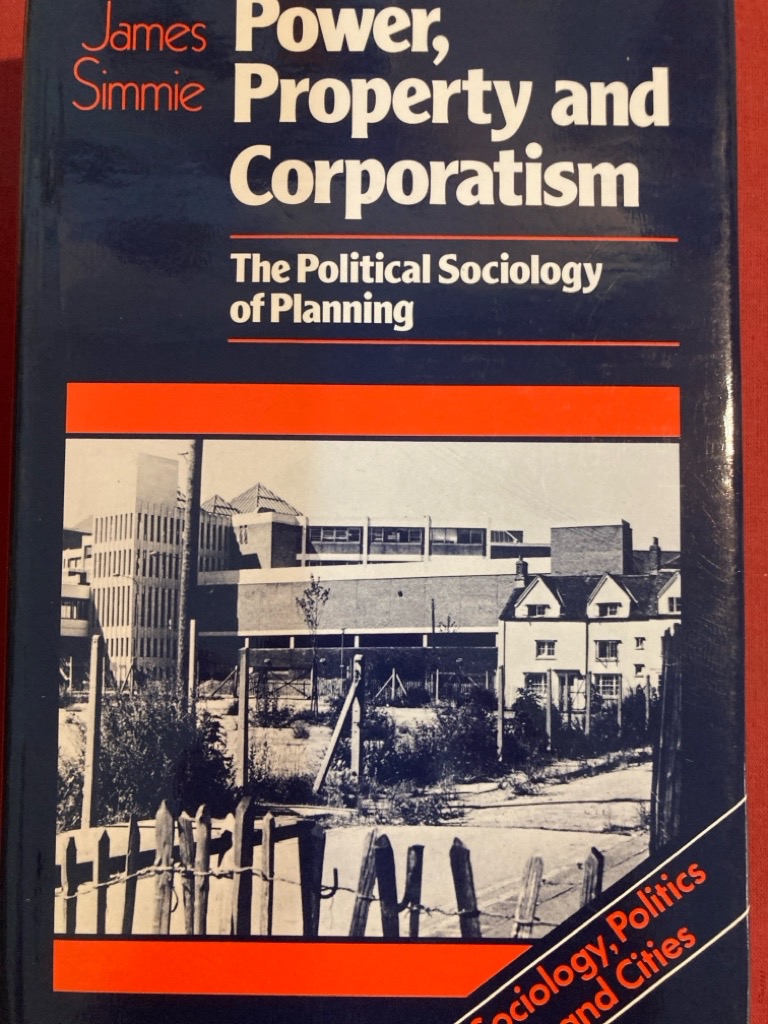 James
Simmie
Power,
Property and
Corporatism
The Political Sociology
of Planning
Sociology, Politics
and Cities